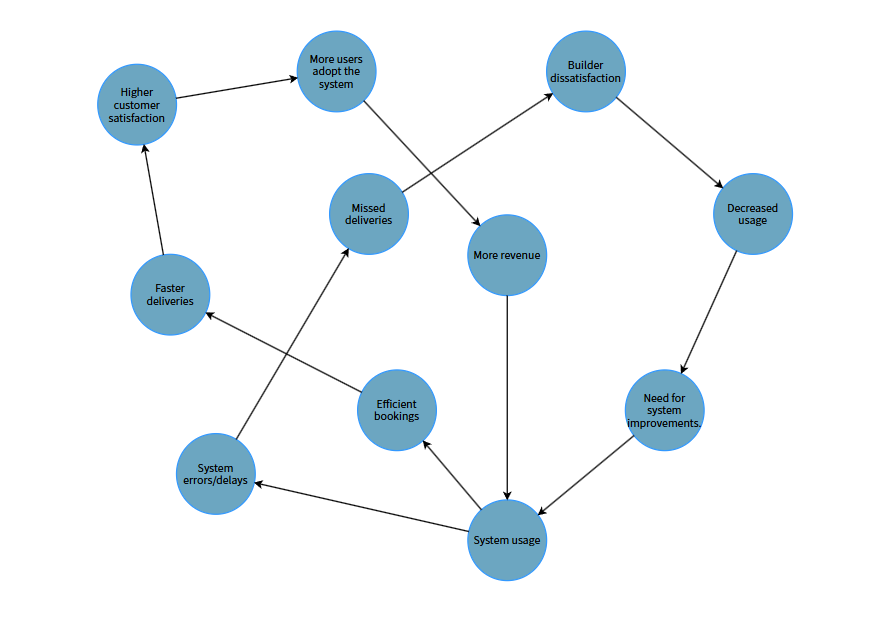 More users
adopt the
system
Builder
dissatisfaction
Higher
customer
satisfaction
Missed
deliveries
Decreased
usage
More revenue
Faster
deliveries
Efficient
bookings
Need for
system
improvements.
System
errors/delays
System usage